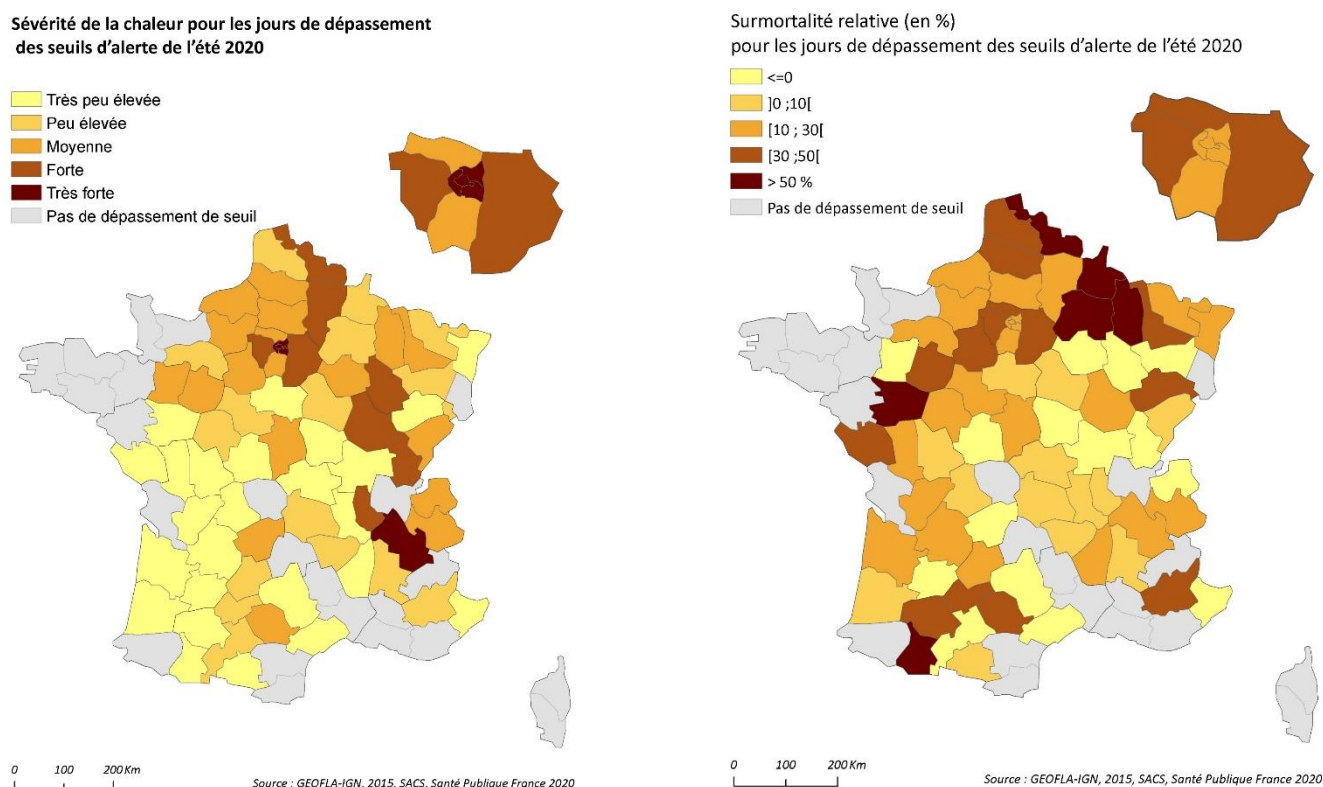 Sévérité de la chaleur pour les jours de dépassement
des seuils d'alerte de l'été 2020
Très peu élevée
Peu élevée
Moyenne
Forte
Très forte
Pas de dépassement de seuil
0 100 200 Km
Source : GEOFLA-IGN, 2015, SACS, Santé Publique France 2020
Surmortalité relative (en %)
pour les jours de dépassement des seuils d'alerte de l'été 2020
<=0
]0 ;10[
[10 ; 30[
[30 ;50[
> 50 %
Pas de dépassement de seuil
0 100 200 Km
Source : GEOFLA-IGN, 2015, SACS, Santé Publique France 2020